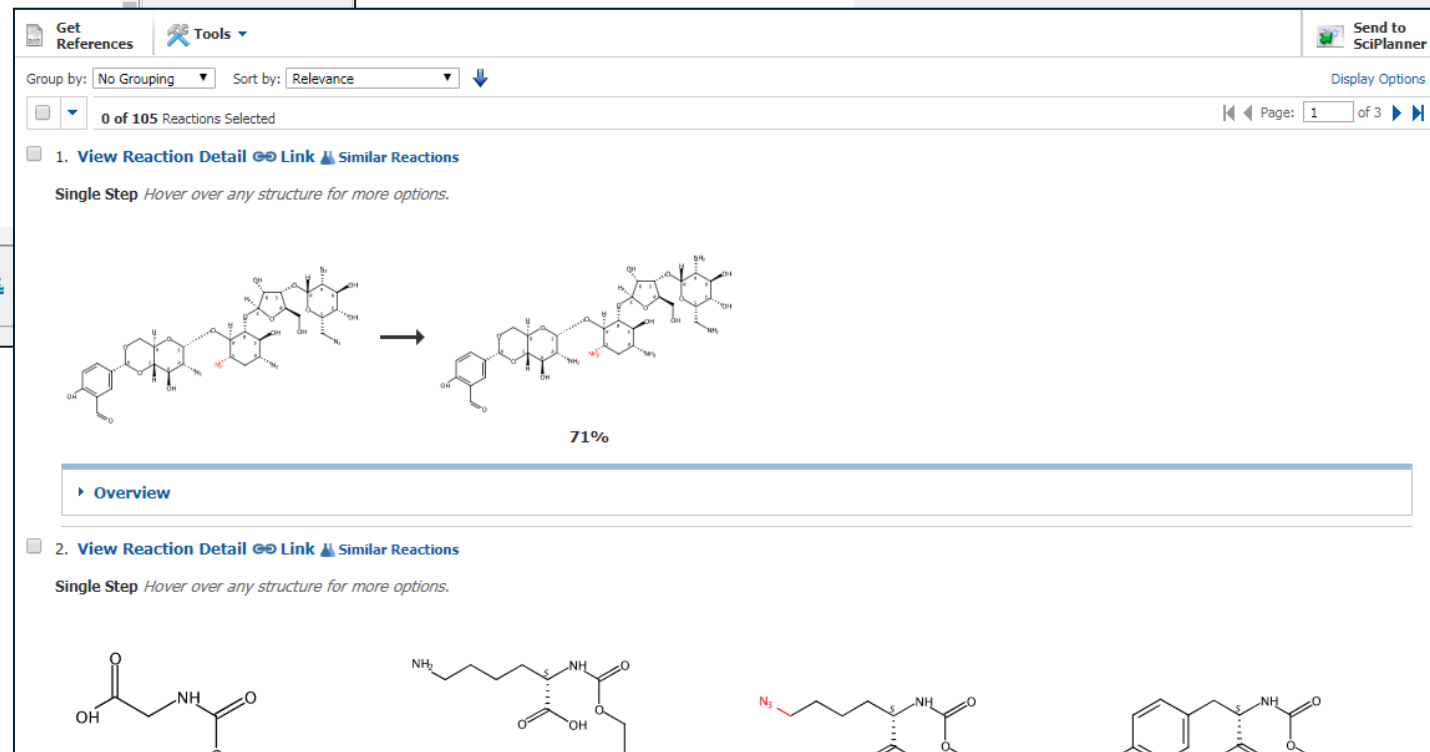 Get References
Tools
Send to SciPlanner
Group by: No Grouping Sort by: Relevance
Display Options
0 of 105 Reactions Selected
Page: 1 of 3
1. View Reaction Detail Link Similar Reactions
Single Step Hover over any structure for more options.
71%
Overview
2. View Reaction Detail Link Similar Reactions
Single Step Hover over any structure for more options.
O
OH
NH
O
NH2
S
NH
O
O
O
OH
N3
S
NH
O
O
S
NH
O
O